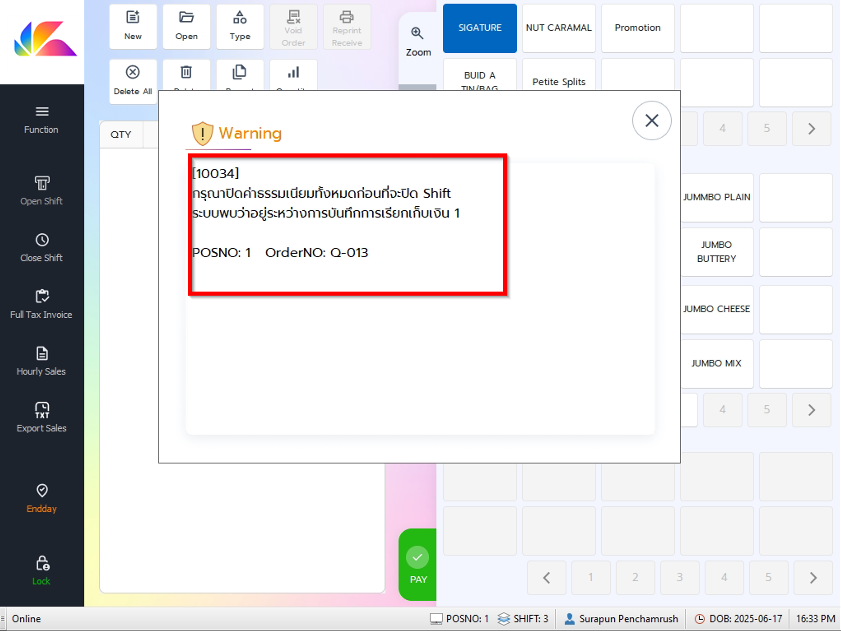 New
Open
Type
Void
Order
Reprint
Receive
Zoom
SIGATURE
NUT CARAMAL
Promotion
Delete All
BUID A
TIN/BAG
Petite Splits
Function
QTY
Warning
4
5
[10034]
กรุณาปิดค่าธรรมเนียมทั้งหมดก่อนที่จะปิด Shift
ระบบพบว่าอยู่ระหว่างการบันทึกการเรียกเก็บเงิน 1
POSNO: 1 OrderNO: Q-013
Open Shift
JUMMBO PLAIN
Close Shift
JUMBO
BUTTERY
Full Tax Invoice
JUMBO CHEESE
Hourly Sales
JUMBO MIX
TXT
Export Sales
4
5
Endday
Lock
PAY
1
2
3
4
5
Online
POSNO: 1
SHIFT: 3
Surapun Penchamrush
DOB: 2025-06-17
16:33 PM